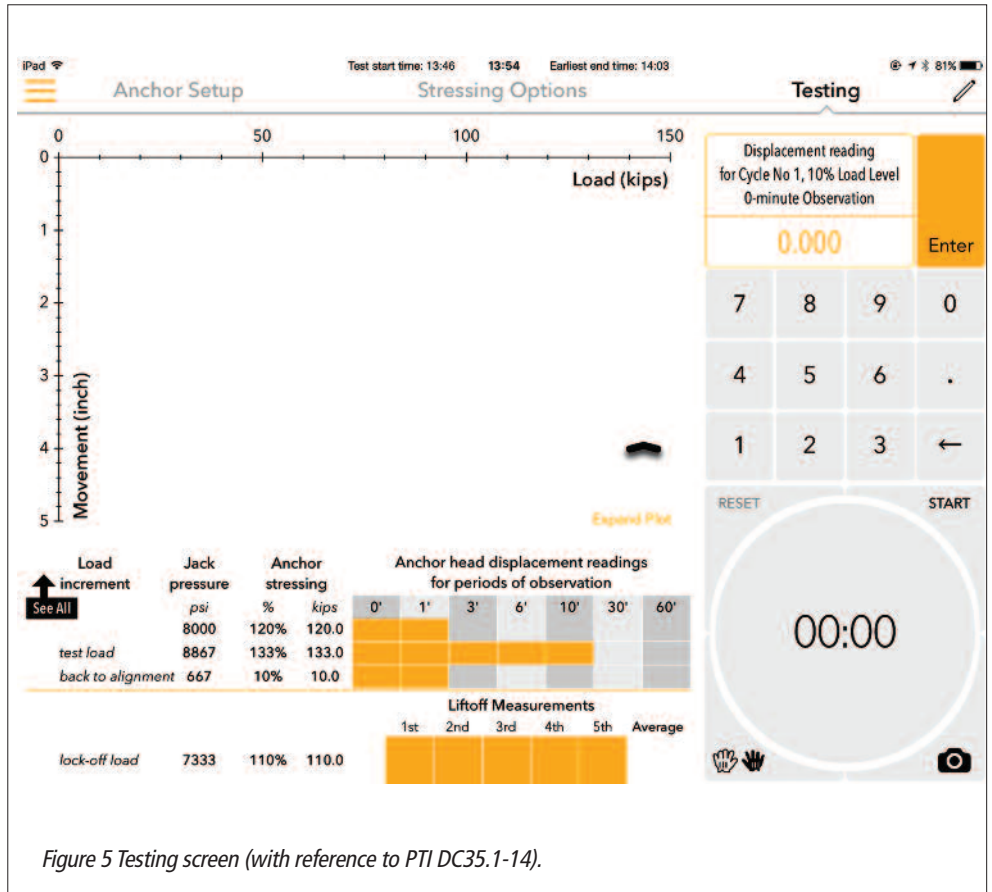 iPad
Test start time: 13:46 13:54 Earliest end time: 14:03
81%
Anchor Setup Stressing Options Testing
0 50 100 150
0
Load (kips)
1
2
3
4
5
Movement (inch)
Expand Plot
Displacement reading
for Cycle No 1, 10% Load Level
0-minute Observation
0.000
Enter
7 8 9 0
4 5 6 .
1 2 3 ←
RESET START
00:00
Load increment Jack pressure Anchor stressing Anchor head displacement readings
for periods of observation
See All
psi % kips 0' 1' 3' 6' 10' 30' 60'
8000 120% 120.0
test load 8867 133% 133.0
back to alignment 667 10% 10.0
Liftoff Measurements
1st 2nd 3rd 4th 5th Average
lock-off load 7333 110% 110.0
Figure 5 Testing screen (with reference to PTI DC35.1-14).